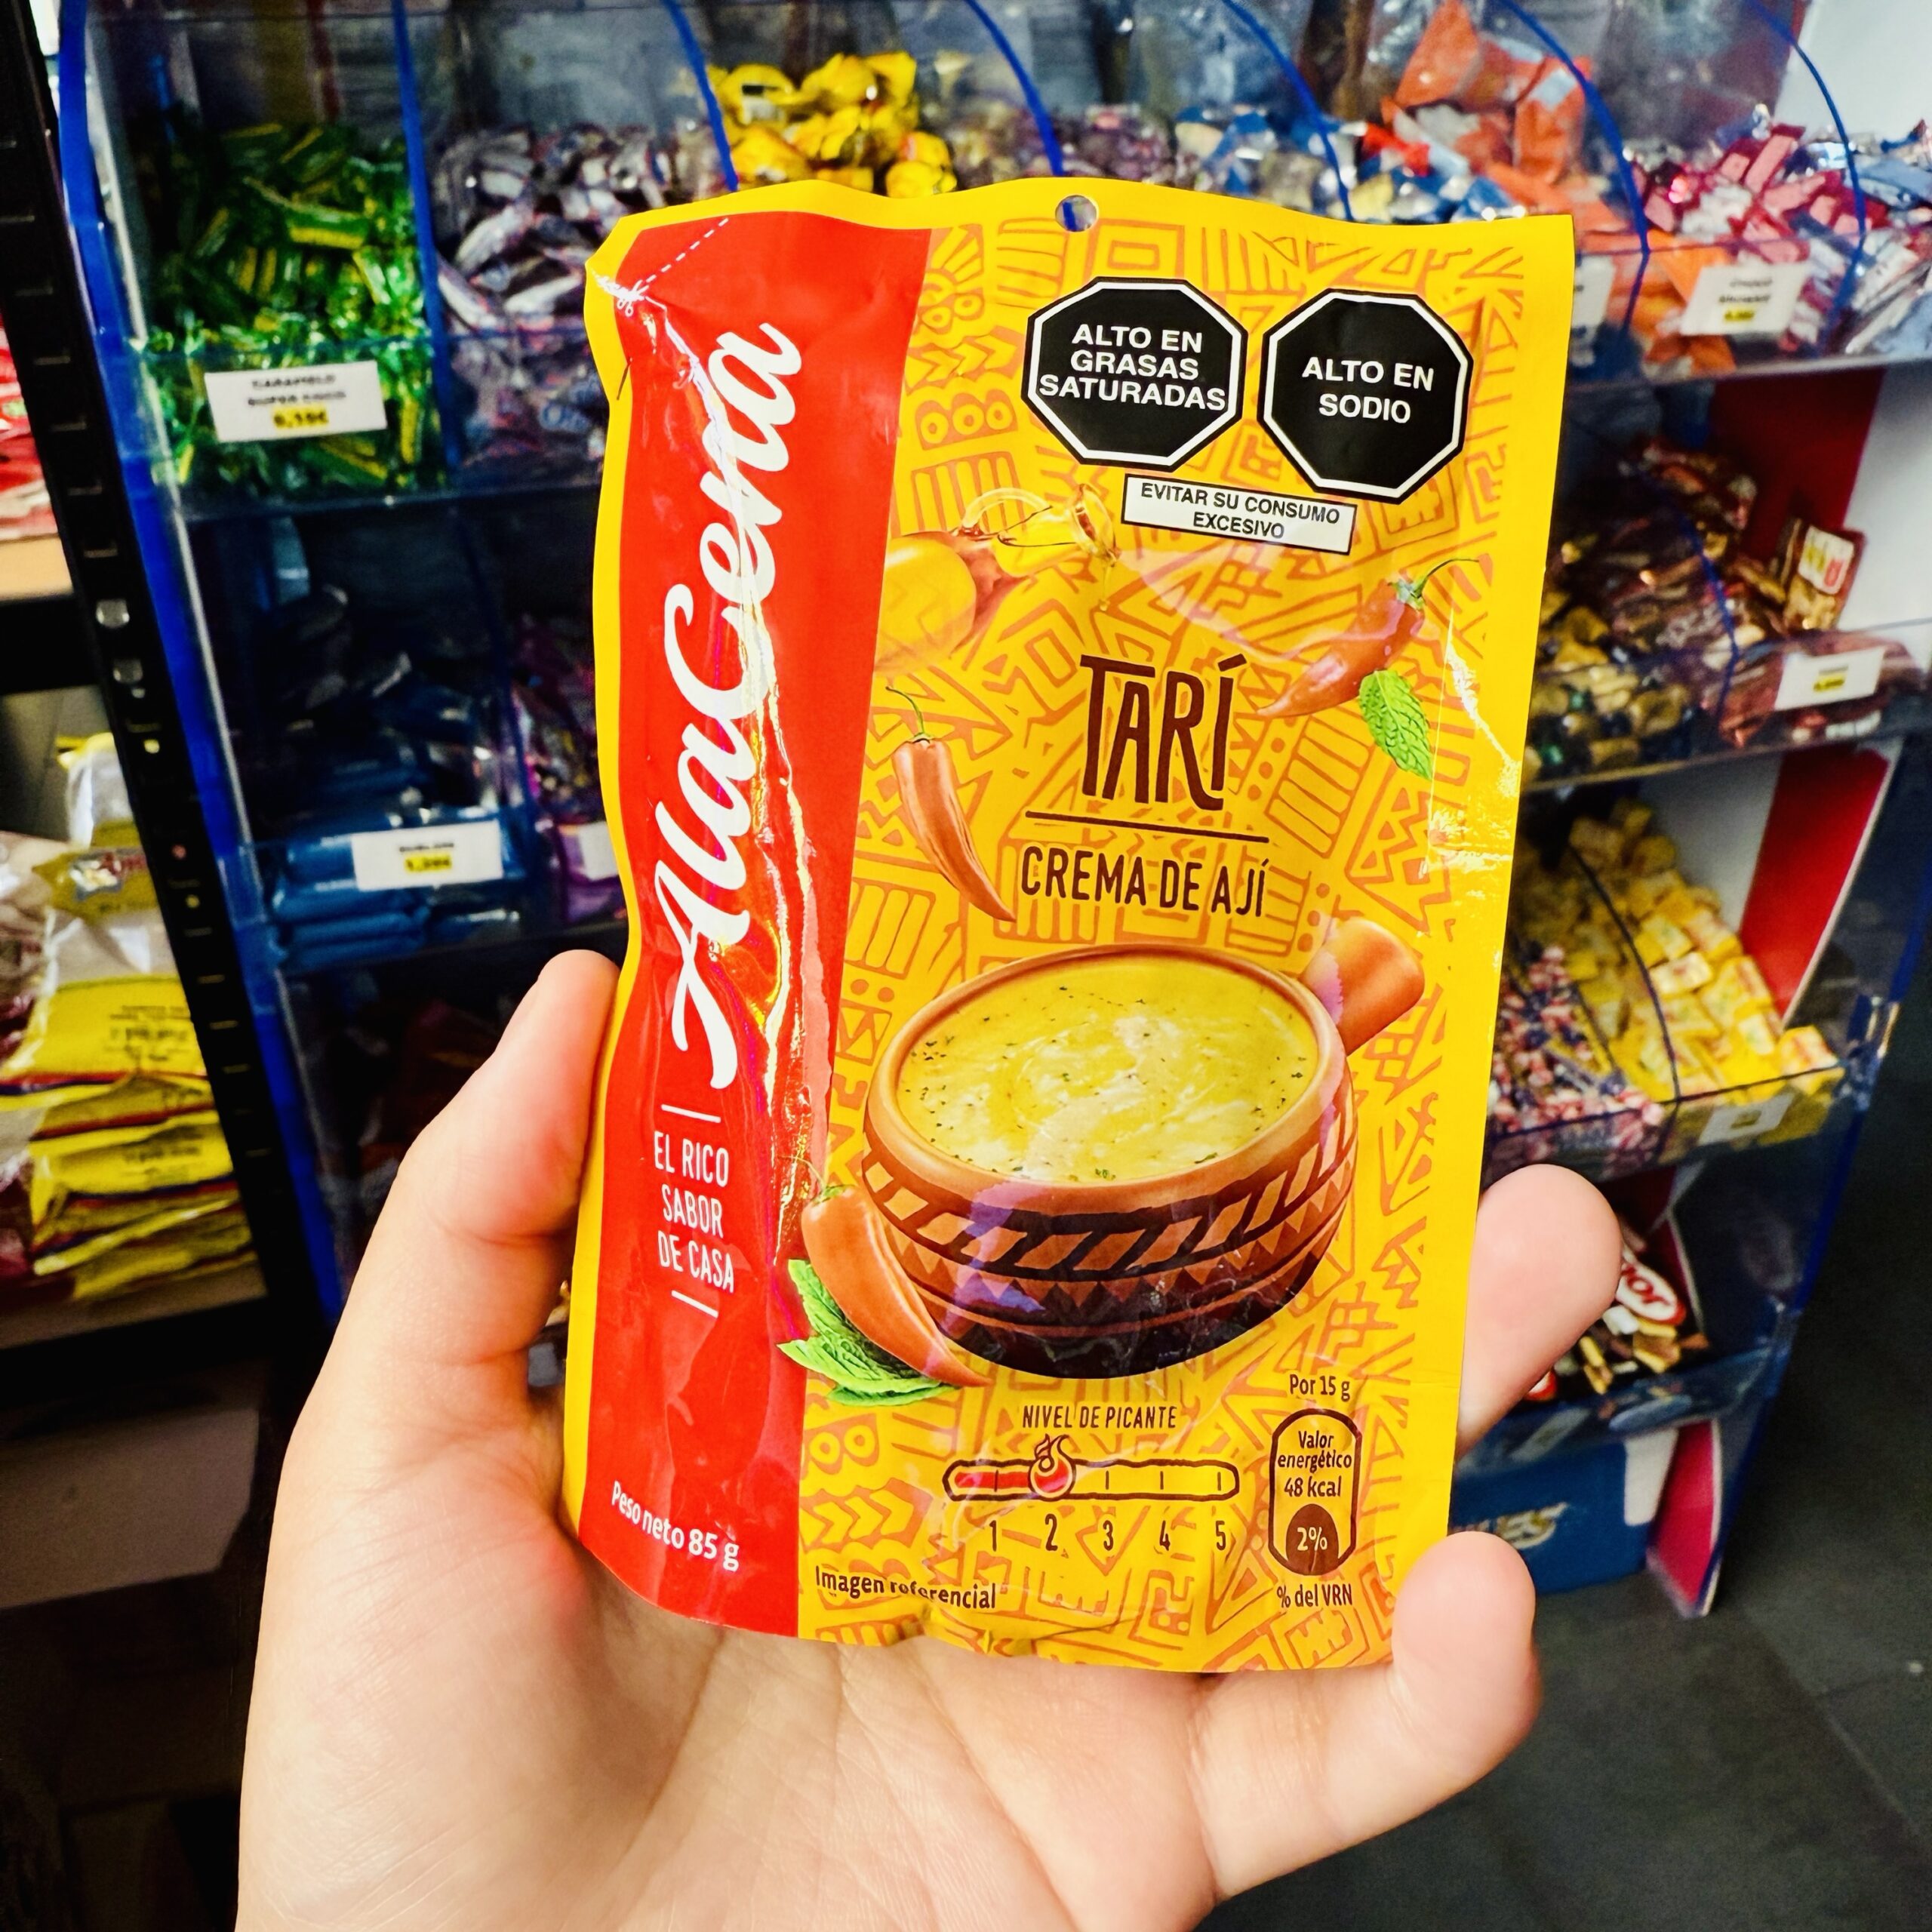 ALTO EN
GRASAS
SATURADAS
ALTO EN
SODIO
EVITAR SU CONSUMO
EXCESIVO
AlaCena
EL RICO
SABOR
DE CASA
TARÍ
CREMA DE AJÍ
Por 15 g
NIVEL DE PICANTE
Valor
energético
48 kcal
2%
1 2 3 4 5
% del VRN
Peso neto 85 g
Imagen referencial